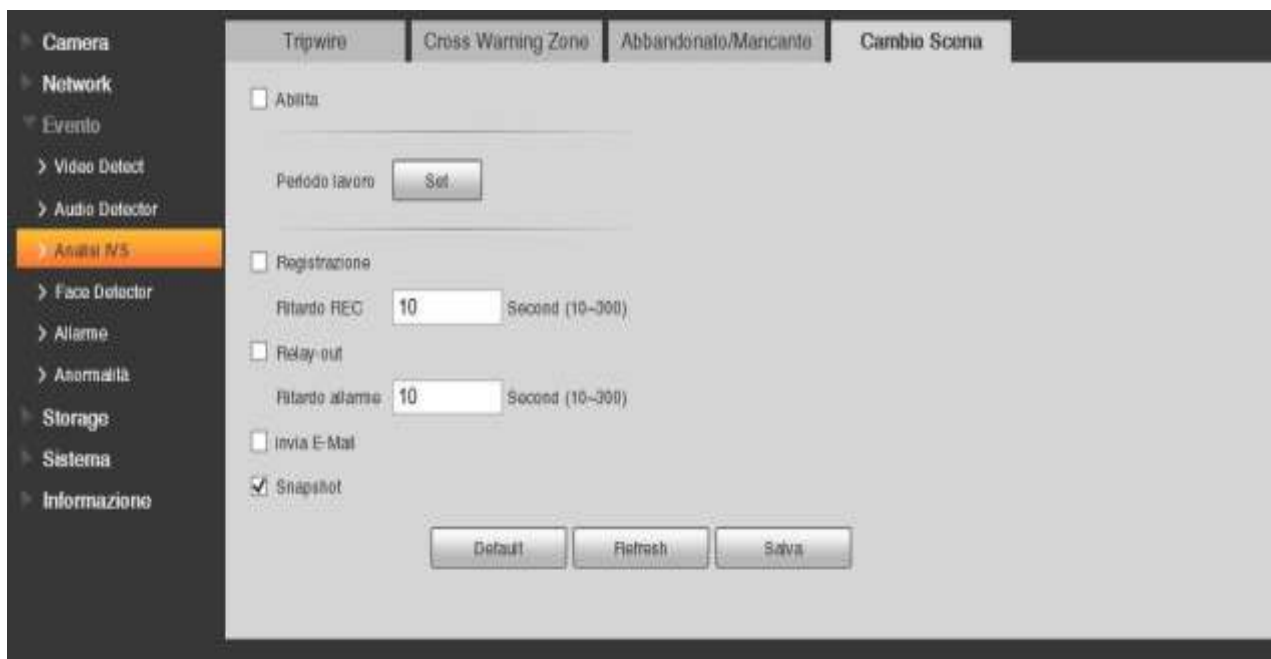 Camera
Network
Evento
Video Detect
Audio Detector
Analisi IVS
Face Detector
Allarme
Anormalità
Storage
Sistema
Informazione
Tripwire
Cross Warning Zone
Abbandonato/Mancante
Cambio Scena
Abilita
Periodo lavoro
Set
Registrazione
Ritardo REC 10 Second (10~300)
Relay-out
Ritardo allarme 10 Second (10~300)
Invia E-Mail
Snapshot
Default
Refresh
Salva